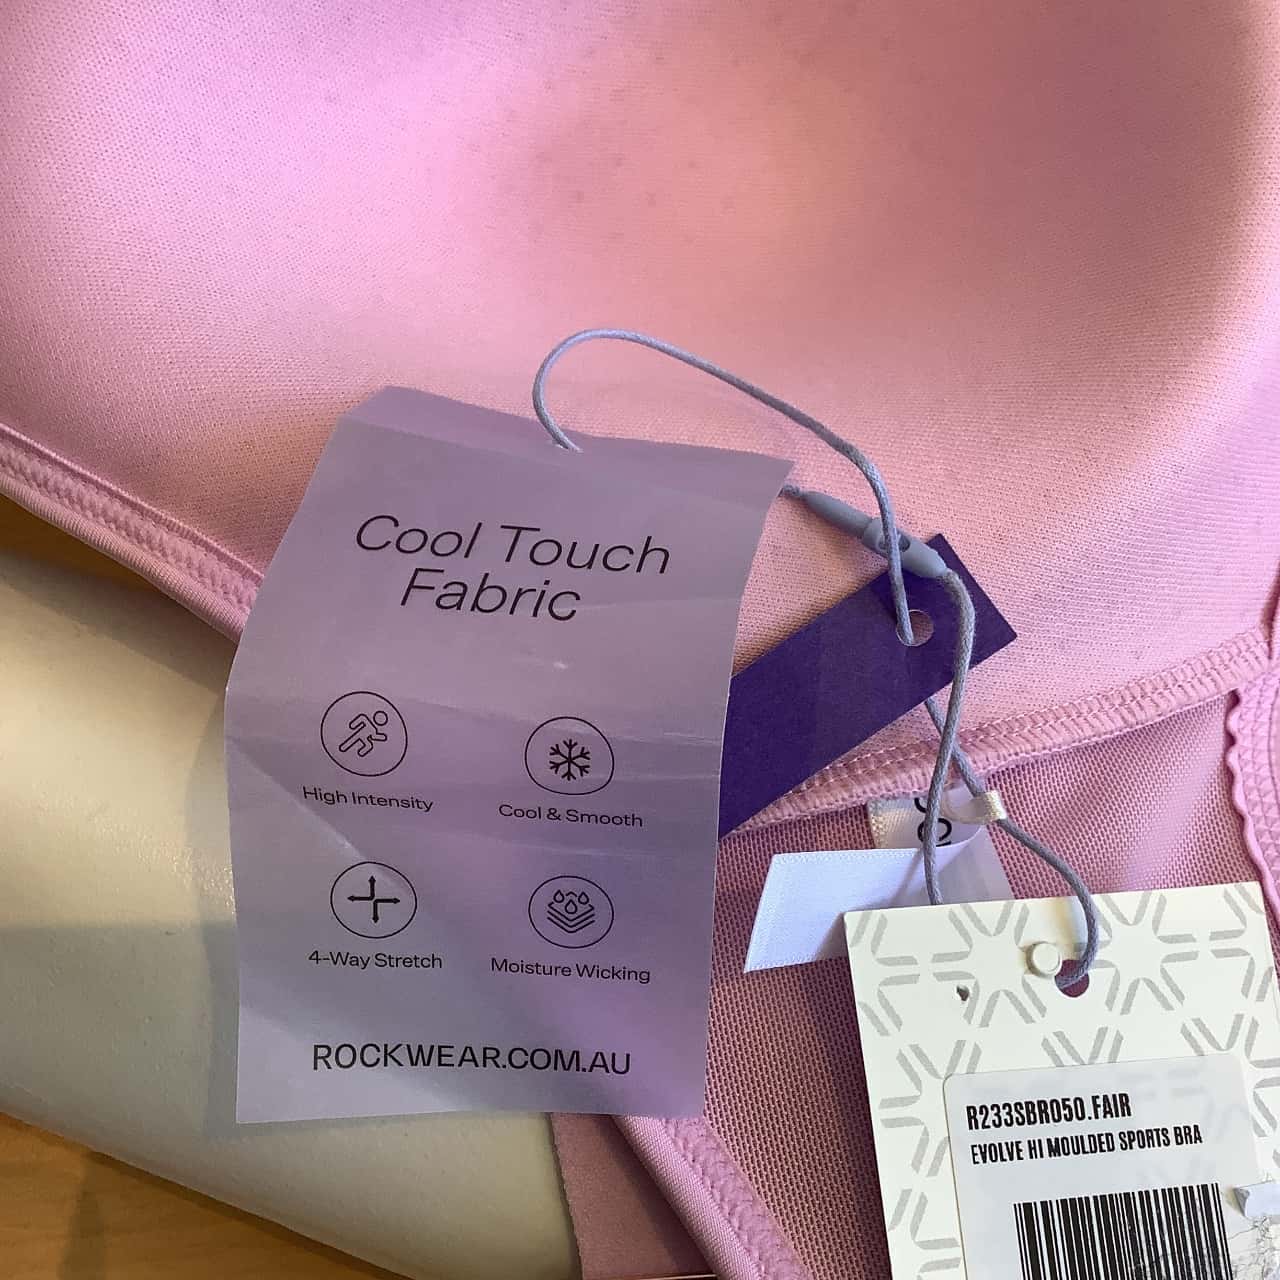 Cool Touch
Fabric
High Intensity
Cool & Smooth
4-Way Stretch
Moisture Wicking
ROCKWEAR.COM.AU
R233SBR050.FAIR
EVOLVE HI MOULDED SPORTS BRA